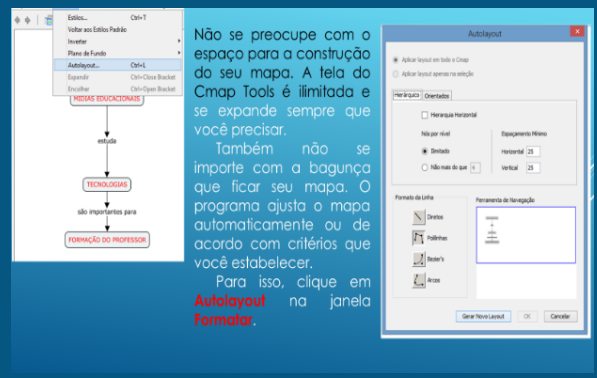 Estilos... Ctrl+T
Voltar aos Estilos Padrão
Inverter
Plano de Fundo
Autolayout... Ctrl+L
Expandir Ctrl+Close Bracket
Encolher Ctrl+Open Bracket
MÍDIAS EDUCACIONAIS
estuda
TECNOLOGIAS
são importantes para
FORMAÇÃO DO PROFESSOR
Não se preocupe com o
espaço para a construção
do seu mapa. A tela do
Cmap Tools é ilimitada e
se expande sempre que
você precisar.
Também não se
importe com a bagunça
que ficar seu mapa. O
programa ajusta o mapa
automaticamente ou de
acordo com critérios que
você estabelecer.
Para isso, clique em
Autolayout na janela
Formatar.
Autolayout
Aplicar layout em todo o Cmap
Aplicar layout apenas na seleção
Hierárquico Orientados
Hierarquia Horizontal
Nós por nível Espaçamento Mínimo
Ilimitado Horizontal 25
Não mais do que Vertical 25
Formato da Linha Ferramenta de Navegação
Diretos
Polilinhas
Bezier's
Arcos
Gerar Novo Layout OK Cancelar